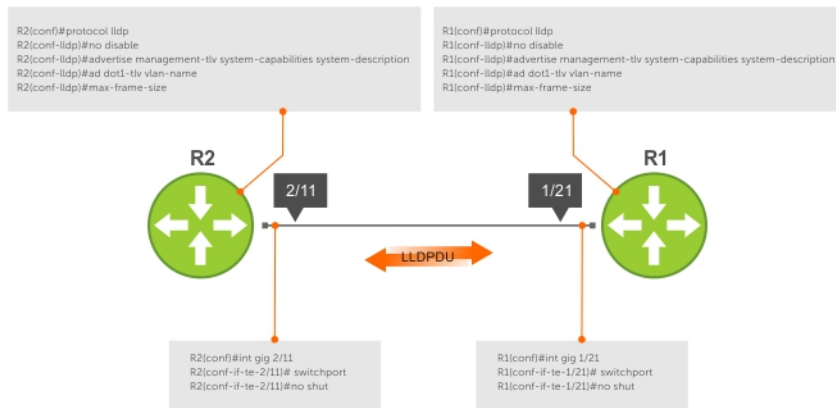 R2(conf)#protocol lldp
R2(conf-lldp)#no disable
R2(conf-lldp)#advertise management-tlv system-capabilities system-description
R2(conf-lldp)#ad dot1-tlv vlan-name
R2(conf-lldp)#max-frame-size
R1(conf)#protocol lldp
R1(conf-lldp)#no disable
R1(conf-lldp)#advertise management-tlv system-capabilities system-description
R1(conf-lldp)#ad dot1-tlv vlan-name
R1(conf-lldp)#max-frame-size
R2
R1
2/11
1/21
LLDPDU
R2(conf)#int gig 2/11
R2(conf-if-te-2/11)# switchport
R2(conf-if-te-2/11)#no shut
R1(conf)#int gig 1/21
R1(conf-if-te-1/21)# switchport
R1(conf-if-te-1/21)#no shut